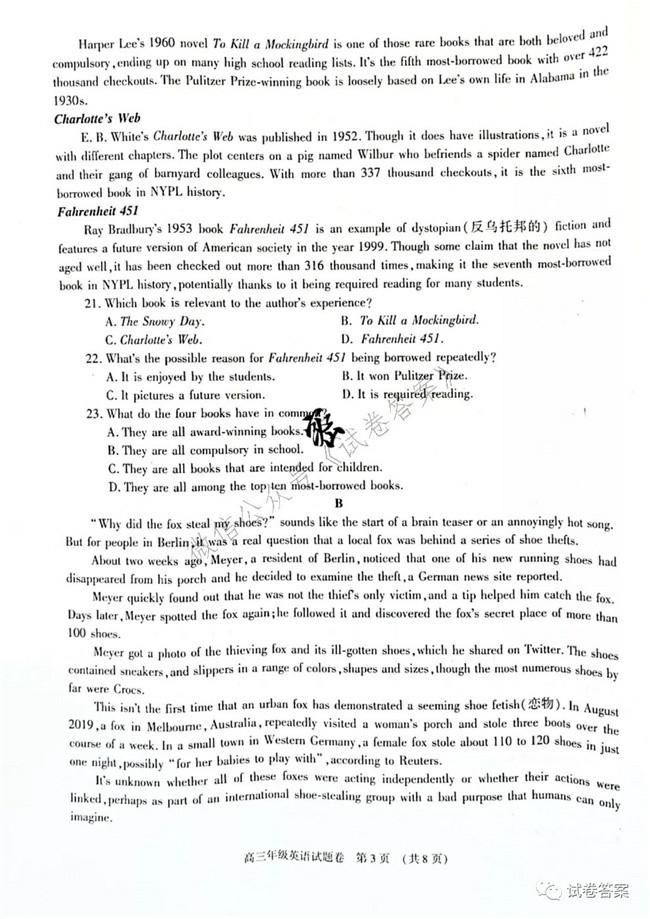 Harper Lee's 1960 novel To Kill a Mockingbird is one of those rare books that are both beloved and
compulsory,ending up on many high school reading lists. It's the fifth most-borrowed book with over 422
thousand checkouts. The Pulitzer Prize-winning book is loosely based on Lee's own life in Alabama in the
1930s.
Charlotte's Web
E. B. White's Charlotte's Web was published in 1952. Though it does have illustrations,it is a novel
with different chapters. The plot centers on a pig named Wilbur who befriends a spider named Charlotte
and their gang of barnyard colleagues. With more than 337 thousand checkouts,it is the sixth most-
borrowed book in NYPL history.
Fahrenheit 451
Ray Bradbury's 1953 book Fahrenheit 451 is an example of dystopian(反乌托邦的) fiction and
features a future version of American society in the year 1999. Though some claim that the novel has not
aged well,it has been checked out more than 316 thousand times,making it the seventh most-borrowed
book in NYPL history,potentially thanks to it being required reading for many students.
21. Which book is relevant to the author's experience?
A. The Snowy Day. B. To Kill a Mockingbird.
C. Charlotte's Web. D. Fahrenheit 451.
22. What's the possible reason for Fahrenheit 451 being borrowed repeatedly?
A. It is enjoyed by the students. B. It won Pulitzer Prize.
C. It pictures a future version. D. It is required reading.
23. What do the four books have in common?
A. They are all award-winning books.
B. They are all compulsory in school.
C. They are all books that are intended for children.
D. They are all among the top ten most-borrowed books.
B
"Why did the fox steal my shoes?" sounds like the start of a brain teaser or an annoyingly hot song.
But for people in Berlin,it was a real question that a local fox was behind a series of shoe thefts.
About two weeks ago, Meyer, a resident of Berlin, noticed that one of his new running shoes had
disappeared from his porch and he decided to examine the theft,a German news site reported.
Meyer quickly found out that he was not the thief's only victim,and a tip helped him catch the fox.
Days later,Meyer spotted the fox again;he followed it and discovered the fox's secret place of more than
100 shoes.
Meyer got a photo of the thieving fox and its ill-gotten shoes,which he shared on Twitter. The shoes
contained sneakers,and slippers in a range of colors,shapes and sizes,though the most numerous shoes by
far were Crocs.
This isn't the first time that an urban fox has demonstrated a seeming shoe fetish(恋物). In August
2019,a fox in Melbourne, Australia,repeatedly visited a woman's porch and stole three boots over the
course of a week. In a small town in Western Germany,a female fox stole about 110 to 120 shoes in just
one night,possibly "for her babies to play with",according to Reuters.
It's unknown whether all of these foxes were acting independently or whether their actions were
linked,perhaps as part of an international shoe-stealing group with a bad purpose that humans can only
imagine.
高三年级英语试题卷 第3页 (共8页)
微信公众号《试卷答案》
试卷答案